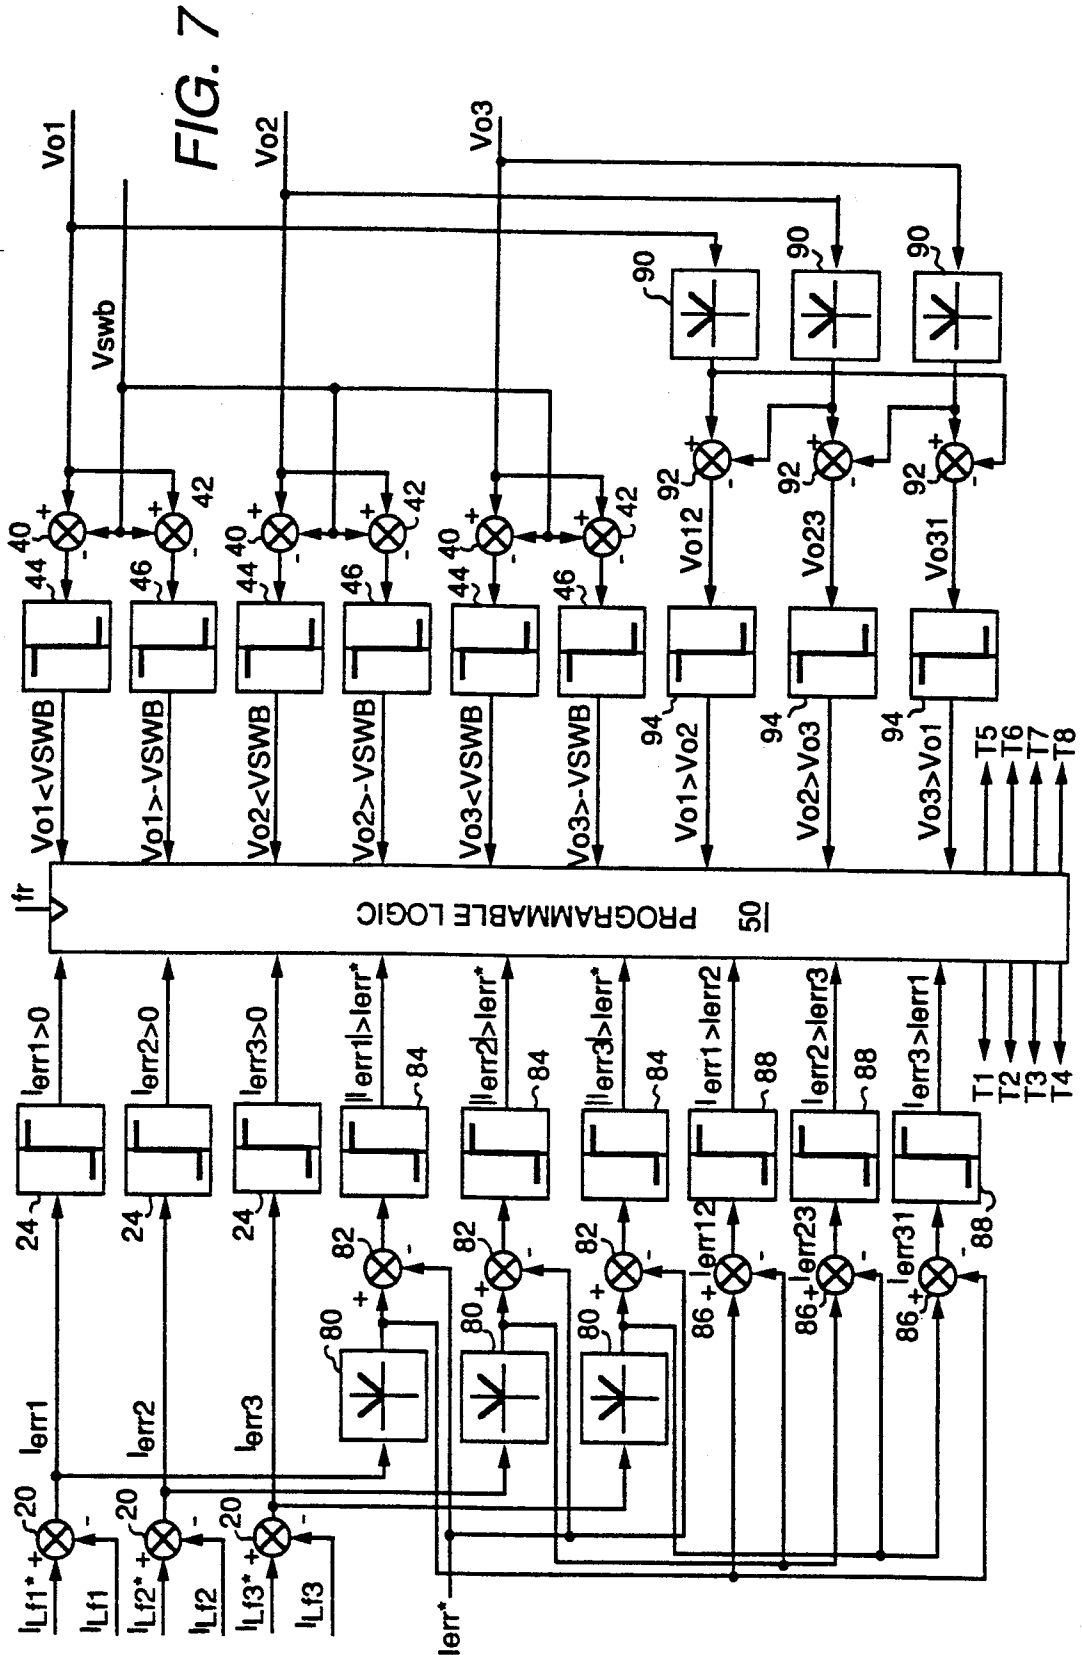 FIG. 7
ILf1* +
20
-
ILf1
Ierr1
24
Ierr1>0
ILf2* +
20
-
ILf2
Ierr2
24
Ierr2>0
ILf3* +
20
-
ILf3
Ierr3
24
Ierr3>0
Ierr*
80
+
82
-
84
|Ierr1|>Ierr*
80
+
82
-
84
|Ierr2|>Ierr*
80
+
82
-
84
|Ierr3|>Ierr*
86 +
-
Ierr12
88
Ierr1>Ierr2
86 +
-
Ierr23
88
Ierr2>Ierr3
86 +
-
Ierr31
88
Ierr3>Ierr1
T1
T2
T3
T4
fr
PROGRAMMABLE LOGIC
50
T5
T6
T7
T8
Vo1<VSWB
44
40
+
-
Vo1
Vo1>-VSWB
46
42
+
-
Vswb
Vo2<VSWB
44
40
+
-
Vo2
Vo2>-VSWB
46
42
+
-
Vo3<VSWB
44
40
+
-
Vo3
Vo3>-VSWB
46
42
+
-
Vo1>Vo2
94
Vo12
92
+
-
90
Vo2>Vo3
94
Vo23
92
+
-
90
Vo3>Vo1
94
Vo31
92
+
-
90